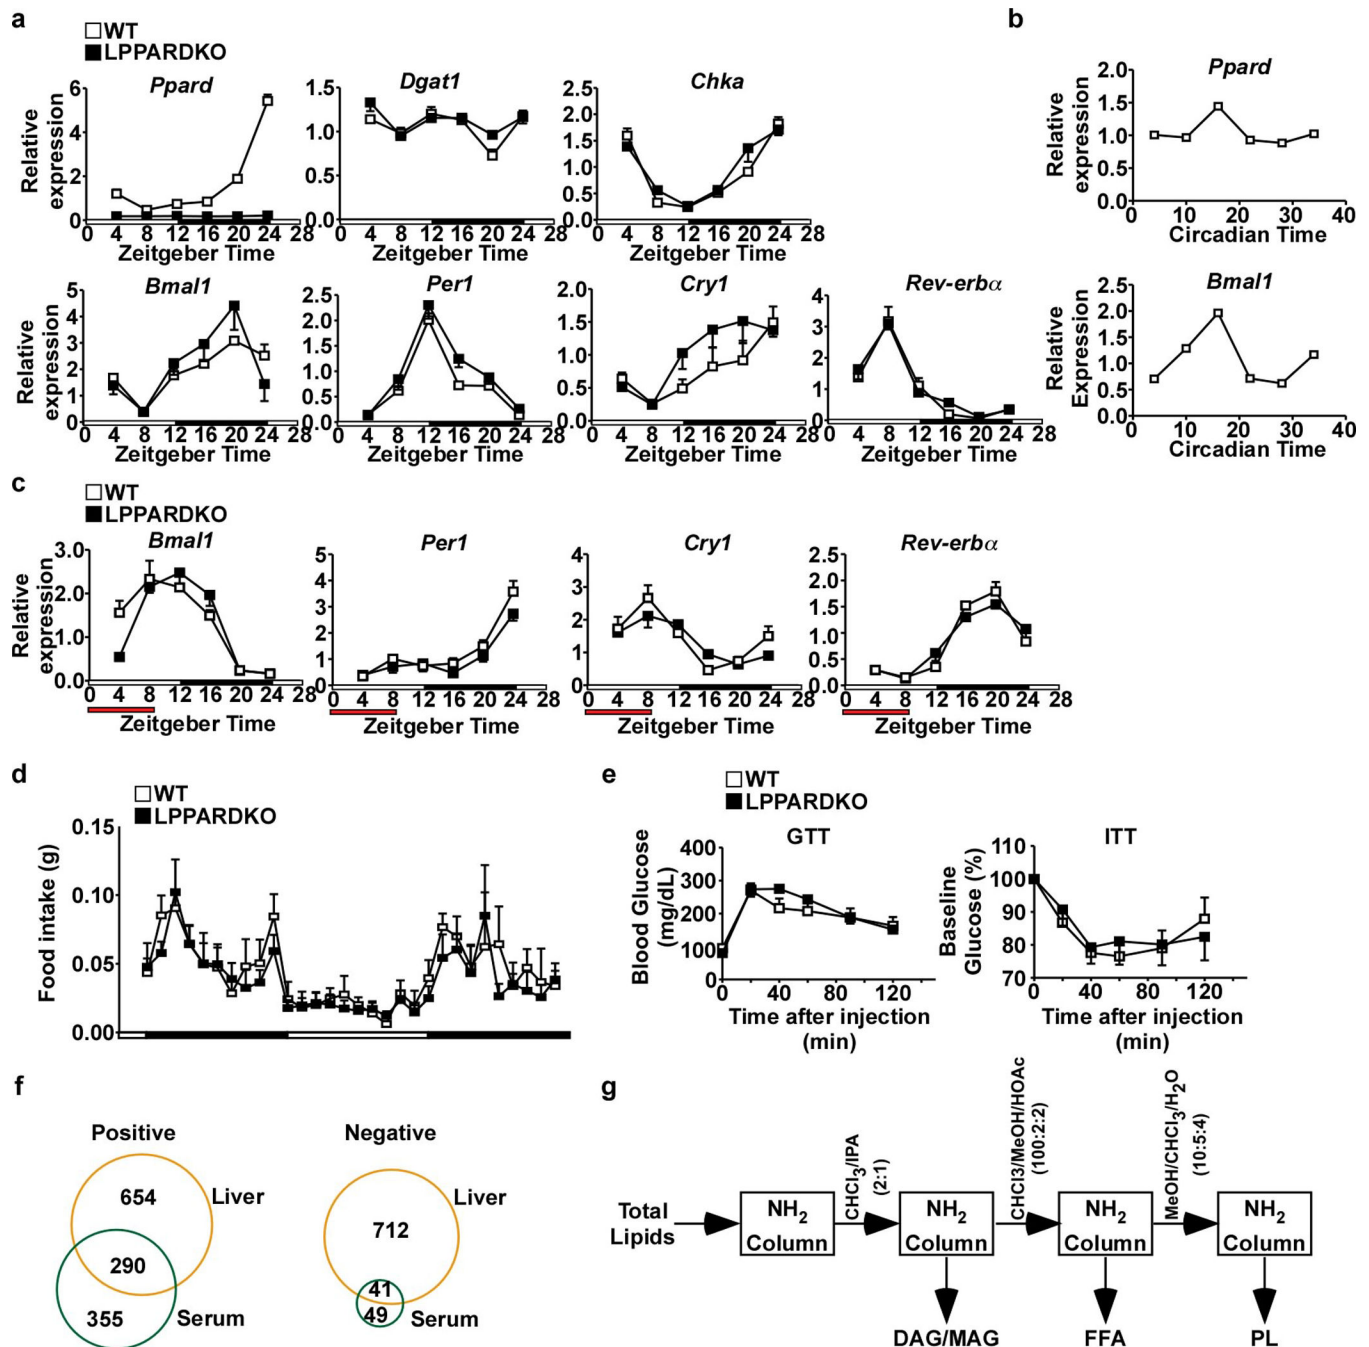 a
WT
LPPARDKO
Ppard
Relative
expression
6
4
2
0
0 4 8 12 16 20 24 28
Zeitgeber Time
Dgat1
1.5
1.0
0.5
0.0
0 4 8 12 16 20 24 28
Zeitgeber Time
Chka
2.5
2.0
1.5
1.0
0.5
0.0
0 4 8 12 16 20 24 28
Zeitgeber Time
Bmal1
Relative
expression
5
4
3
2
1
0
0 4 8 12 16 20 24 28
Zeitgeber Time
Per1
2.5
2.0
1.5
1.0
0.5
0.0
0 4 8 12 16 20 24 28
Zeitgeber Time
Cry1
2.0
1.5
1.0
0.5
0.0
0 4 8 12 16 20 24 28
Zeitgeber Time
Rev-erbα
4
3
2
1
0
0 4 8 12 16 20 24 28
Zeitgeber Time
b
Ppard
Relative
expression
2.0
1.5
1.0
0.5
0.0
0 10 20 30 40
Circadian Time
Bmal1
Relative
Expression
2.0
1.5
1.0
0.5
0.0
0 10 20 30 40
Circadian Time
c
WT
LPPARDKO
Bmal1
Relative
expression
3.0
2.0
1.0
0.0
0 4 8 12 16 20 24 28
Zeitgeber Time
Per1
5
4
3
2
1
0
0 4 8 12 16 20 24 28
Zeitgeber Time
Cry1
4
3
2
1
0
0 4 8 12 16 20 24 28
Zeitgeber Time
Rev-erbα
2.5
2.0
1.5
1.0
0.5
0.0
0 4 8 12 16 20 24 28
Zeitgeber Time
d
WT
LPPARDKO
Food intake (g)
0.15
0.10
0.05
0.00
e
WT
LPPARDKO
GTT
Blood Glucose
(mg/dL)
400
300
200
100
0
0 40 80 120
Time after injection
(min)
ITT
Baseline
Glucose (%)
110
100
90
80
70
0 40 80 120
Time after injection
(min)
f
Positive
654
Liver
290
355
Serum
Negative
712
Liver
41
49
Serum
g
Total
Lipids
NH2
Column
CHCl3/IPA
(2:1)
NH2
Column
CHCl3/MeOH/HOAc
(100:2:2)
NH2
Column
MeOH/CHCl3/H2O
(10:5:4)
NH2
Column
DAG/MAG
FFA
PL